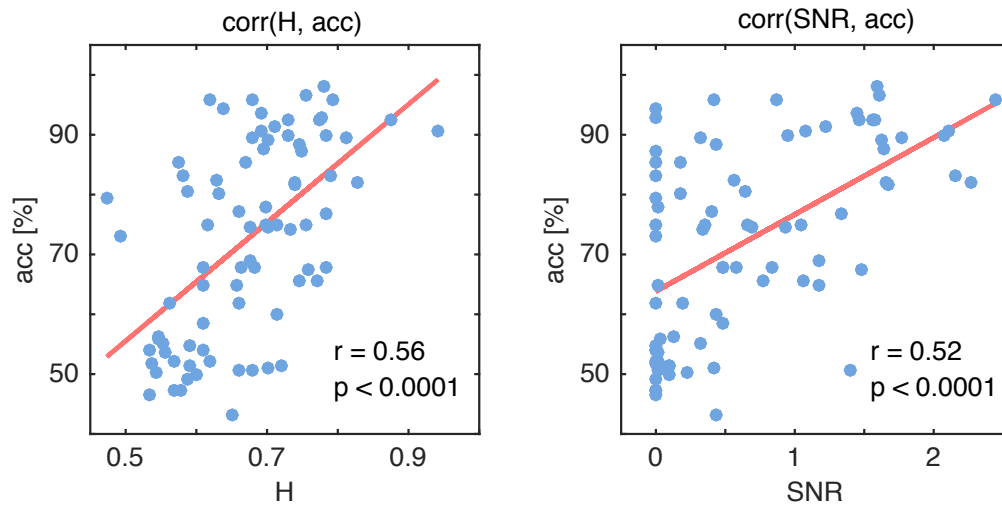 corr(H, acc)
acc [%]
90
70
50
r = 0.56
p < 0.0001
0.5 0.7 0.9
H
corr(SNR, acc)
acc [%]
90
70
50
r = 0.52
p < 0.0001
0 1 2
SNR